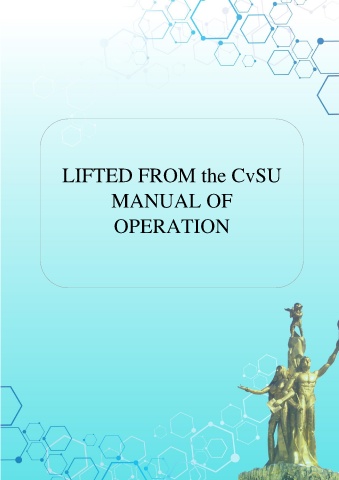 LIFTED FROM the CvSU
MANUAL OF
OPERATION